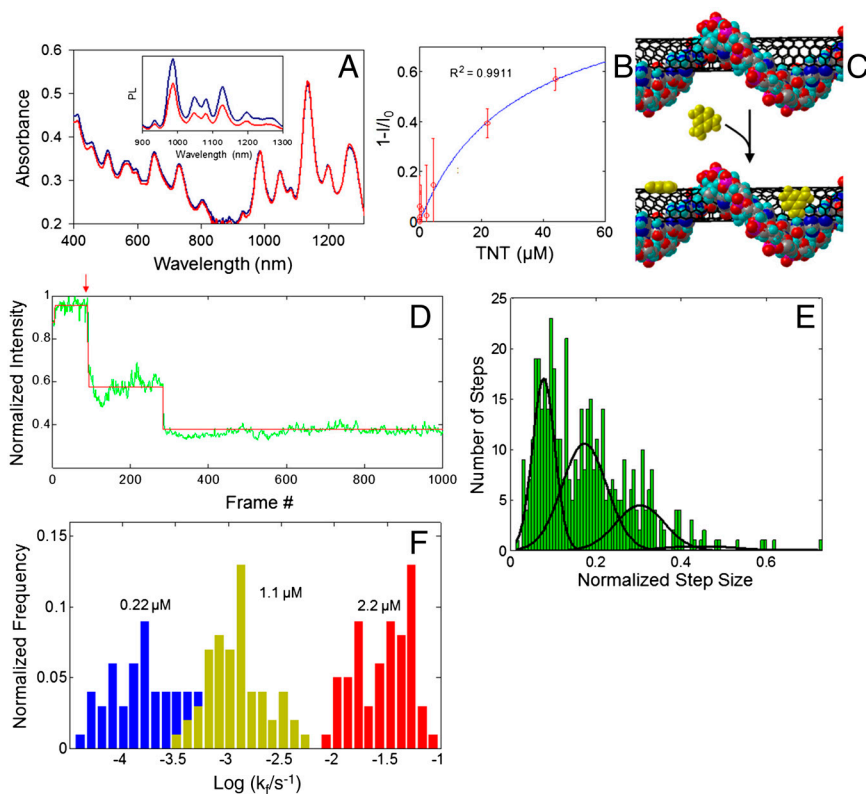 A
0.6
0.5
0.4
0.3
0.2
Absorbance
400
600
800
1000
1200
Wavelength (nm)
PL
900
1000
1100
1200
1300
Wavelength (nm)
B
R² = 0.9911
0.6
0.4
0.2
0
1-I/I₀
0
20
40
60
TNT (µM)
C
D
1
0.8
0.6
0.4
Normalized Intensity
0
200
400
600
800
1000
Frame #
E
25
20
15
10
5
0
Number of Steps
0
0.2
0.4
0.6
Normalized Step Size
F
0.15
0.1
0.05
0
Normalized Frequency
0.22 µM
1.1 µM
2.2 µM
-4
-3.5
-3
-2.5
-2
-1.5
-1
Log (kf/s⁻¹)